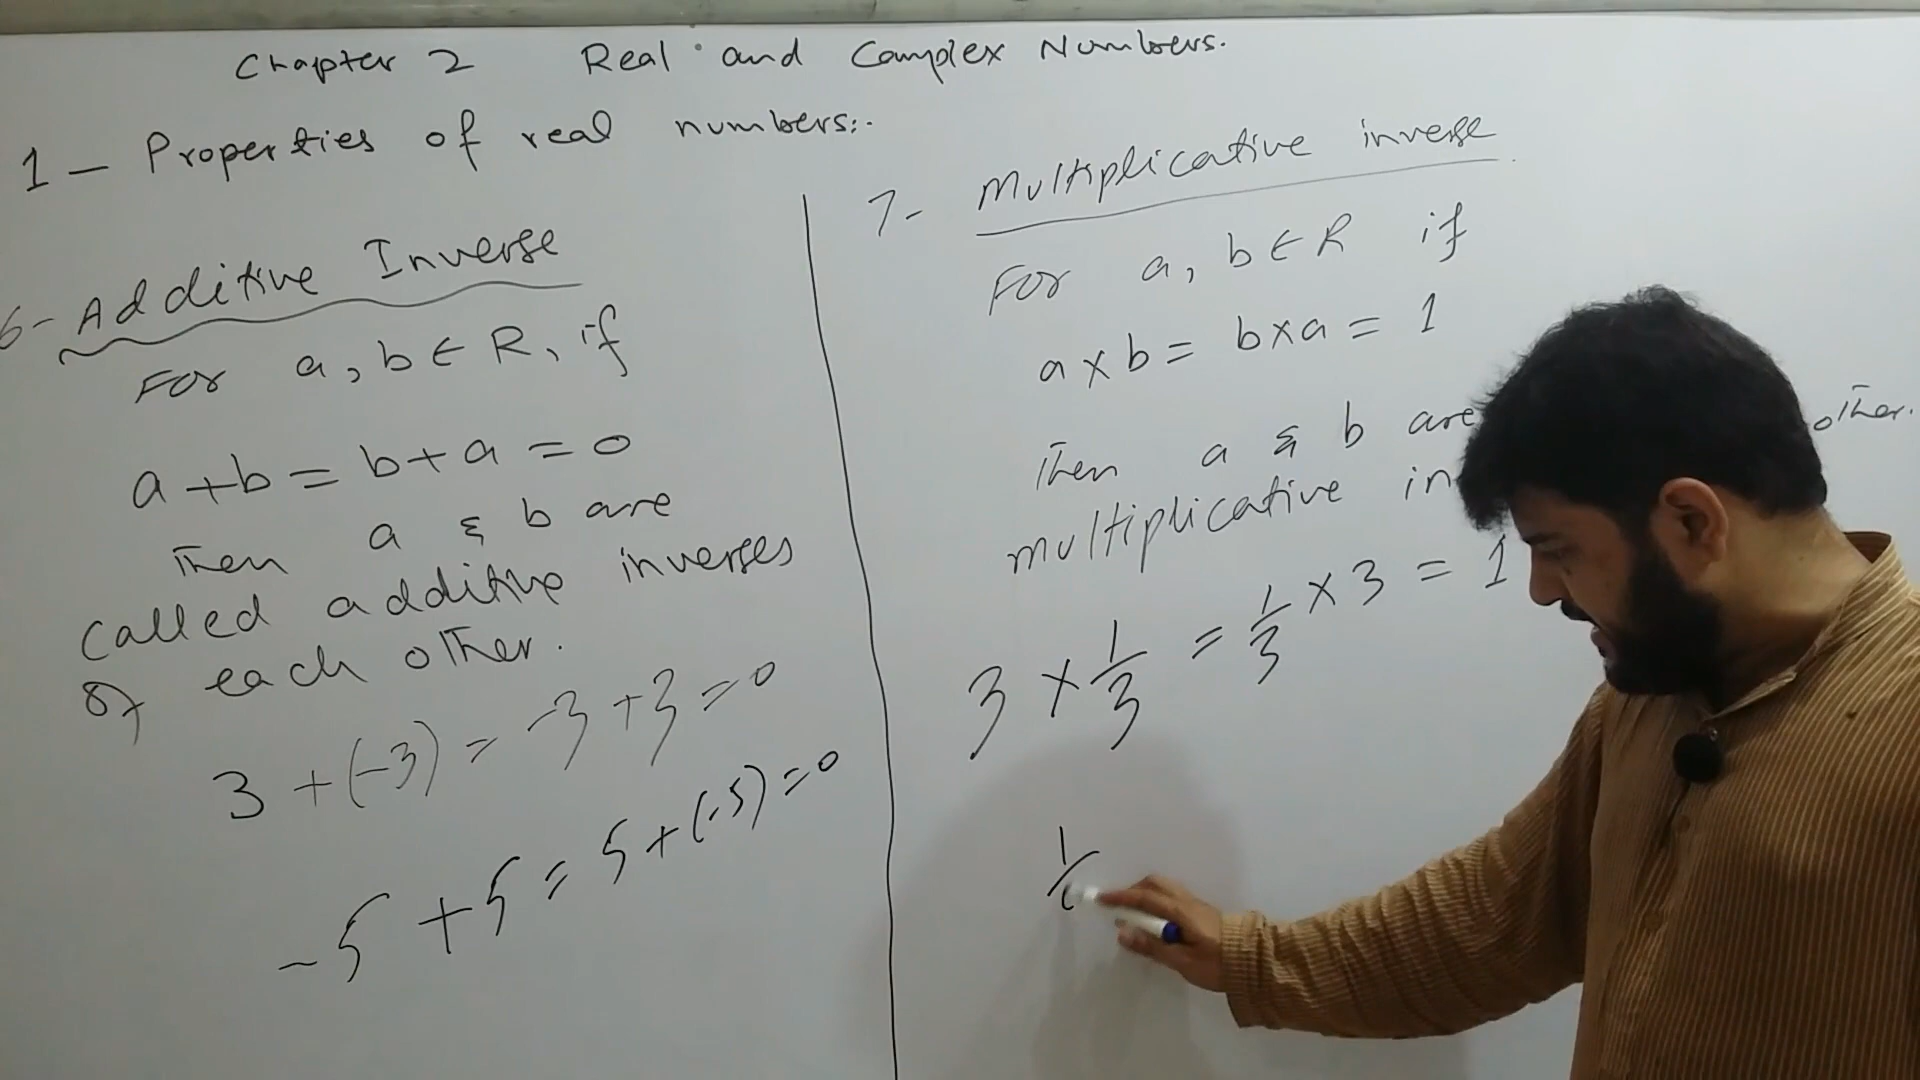 Chapter 2 Real and Complex Numbers.
1 - Properties of real numbers:-
6- Additive Inverse
For a, b ∈ R, if
a + b = b + a = 0
Then a & b are
called additive inverses
of each other.
3 + (-3) = -3 + 3 = 0
-5 + 5 = 5 + (-5) = 0
7- Multiplicative inverse
For a, b ∈ R if
a × b = b × a = 1
Then a & b are
other.
multiplicative in
3 × 1/3 = 1/3 × 3 = 1